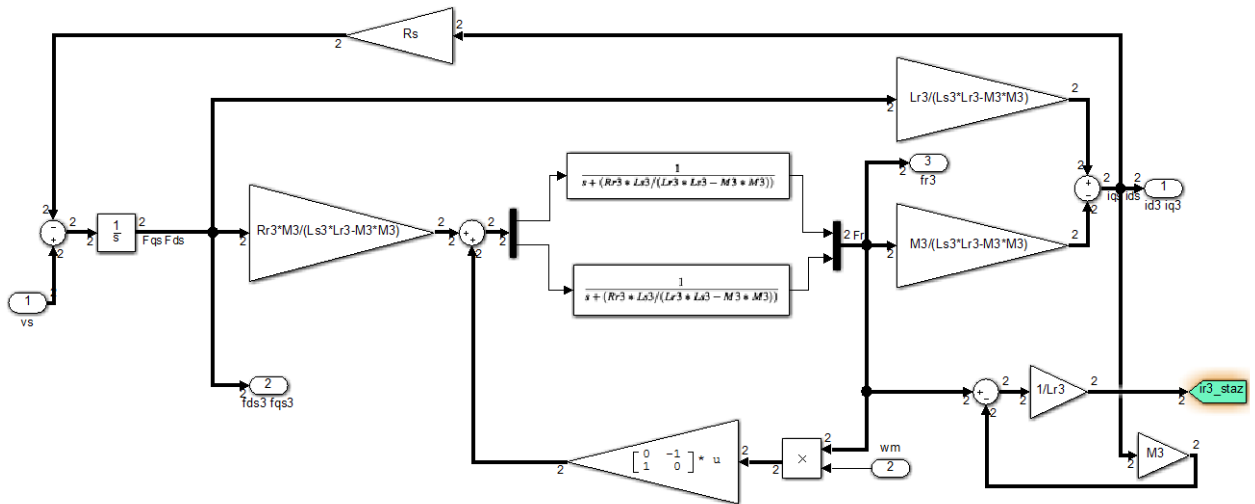 2
2
Rs
2
Lr3/(Ls3*Lr3-M3*M3)
2
2
1
s+(Rr3*Ls3/(Lr3*Ls3-M3*M3))
3
2
fr3
2
2
2
1
s
2
Fqs Fds
2
Rr3*M3/(Ls3*Lr3-M3*M3)
2
2
2
2 Fr
2
M3/(Ls3*Lr3-M3*M3)
2
2
2
2
iqs ids
1
id3 iq3
1
vs
2
1
s+(Rr3*Ls3/(Lr3*Ls3-M3*M3))
2
2
fds3 fqs3
2
2
2
1/Lr3
2
2
ir3_staz
2
0 -1
1 0
* u
2
2
×
2
wm
2
2
M3
2